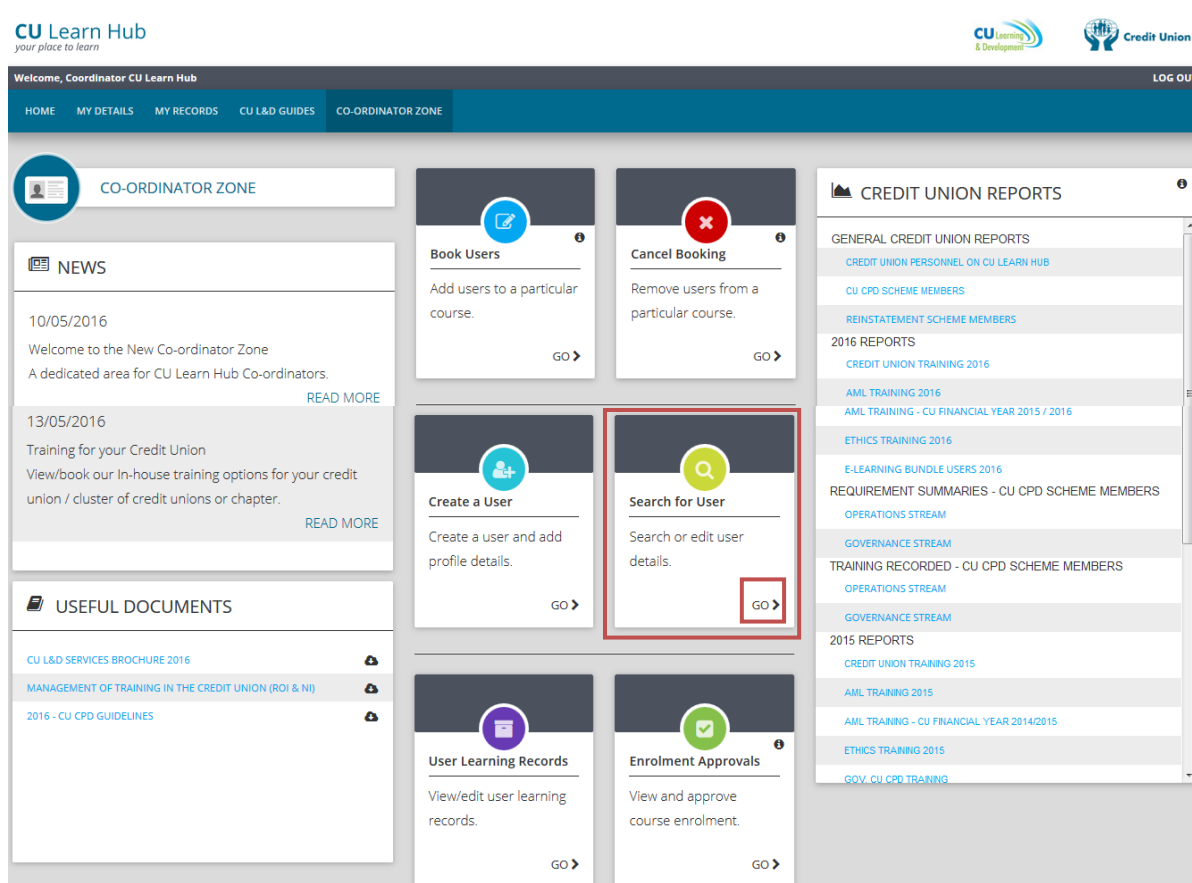 CU Learn Hub
your place to learn
CU Learning
& Development
Credit Union
Welcome, Coordinator CU Learn Hub
LOG OU
HOME MY DETAILS MY RECORDS CU L&D GUIDES CO-ORDINATOR ZONE
CO-ORDINATOR ZONE
NEWS
10/05/2016
Welcome to the New Co-ordinator Zone
A dedicated area for CU Learn Hub Co-ordinators.
READ MORE
13/05/2016
Training for your Credit Union
View/book our In-house training options for your credit
union / cluster of credit unions or chapter.
READ MORE
USEFUL DOCUMENTS
CU L&D SERVICES BROCHURE 2016
MANAGEMENT OF TRAINING IN THE CREDIT UNION (ROI & NI)
2016 - CU CPD GUIDELINES
Book Users
Add users to a particular
course.
GO
Cancel Booking
Remove users from a
particular course.
GO
Create a User
Create a user and add
profile details.
GO
Search for User
Search or edit user
details.
GO
User Learning Records
View/edit user learning
records.
GO
Enrolment Approvals
View and approve
course enrolment.
GO
CREDIT UNION REPORTS
GENERAL CREDIT UNION REPORTS
CREDIT UNION PERSONNEL ON CU LEARN HUB
CU CPD SCHEME MEMBERS
REINSTATEMENT SCHEME MEMBERS
2016 REPORTS
CREDIT UNION TRAINING 2016
AML TRAINING 2016
AML TRAINING - CU FINANCIAL YEAR 2015 / 2016
ETHICS TRAINING 2016
E-LEARNING BUNDLE USERS 2016
REQUIREMENT SUMMARIES - CU CPD SCHEME MEMBERS
OPERATIONS STREAM
GOVERNANCE STREAM
TRAINING RECORDED - CU CPD SCHEME MEMBERS
OPERATIONS STREAM
GOVERNANCE STREAM
2015 REPORTS
CREDIT UNION TRAINING 2015
AML TRAINING 2015
AML TRAINING - CU FINANCIAL YEAR 2014/2015
ETHICS TRAINING 2015
GOV: CU CPD TRAINING